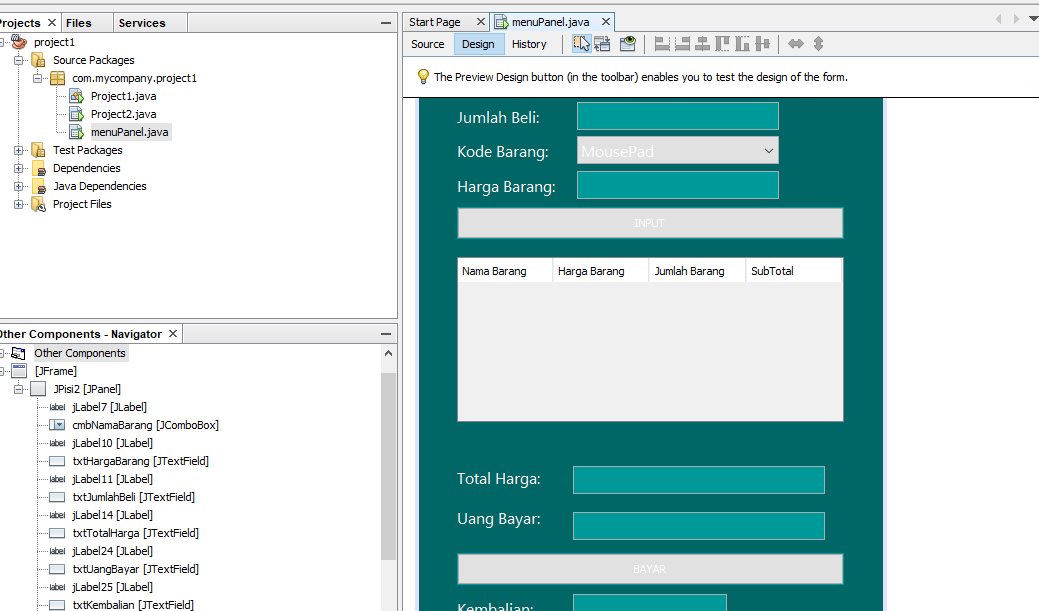 Projects Files Services
project1
Source Packages
com.mycompany.project1
Project1.java
Project2.java
menuPanel.java
Test Packages
Dependencies
Java Dependencies
Project Files
Other Components - Navigator
Other Components
[JFrame]
JPisi2 [JPanel]
label jLabel7 [JLabel]
cmbNamaBarang [JComboBox]
label jLabel10 [JLabel]
txtHargaBarang [JTextField]
label jLabel11 [JLabel]
txtJumlahBeli [JTextField]
label jLabel14 [JLabel]
txtTotalHarga [JTextField]
label jLabel24 [JLabel]
txtUangBayar [JTextField]
label jLabel25 [JLabel]
txtKembalian [JTextField]
Start Page menuPanel.java
Source Design History
The Preview Design button (in the toolbar) enables you to test the design of the form.
Jumlah Beli:
Kode Barang: MousePad
Harga Barang:
INPUT
Nama Barang Harga Barang Jumlah Barang SubTotal
Total Harga:
Uang Bayar:
BAYAR
Kembalian: